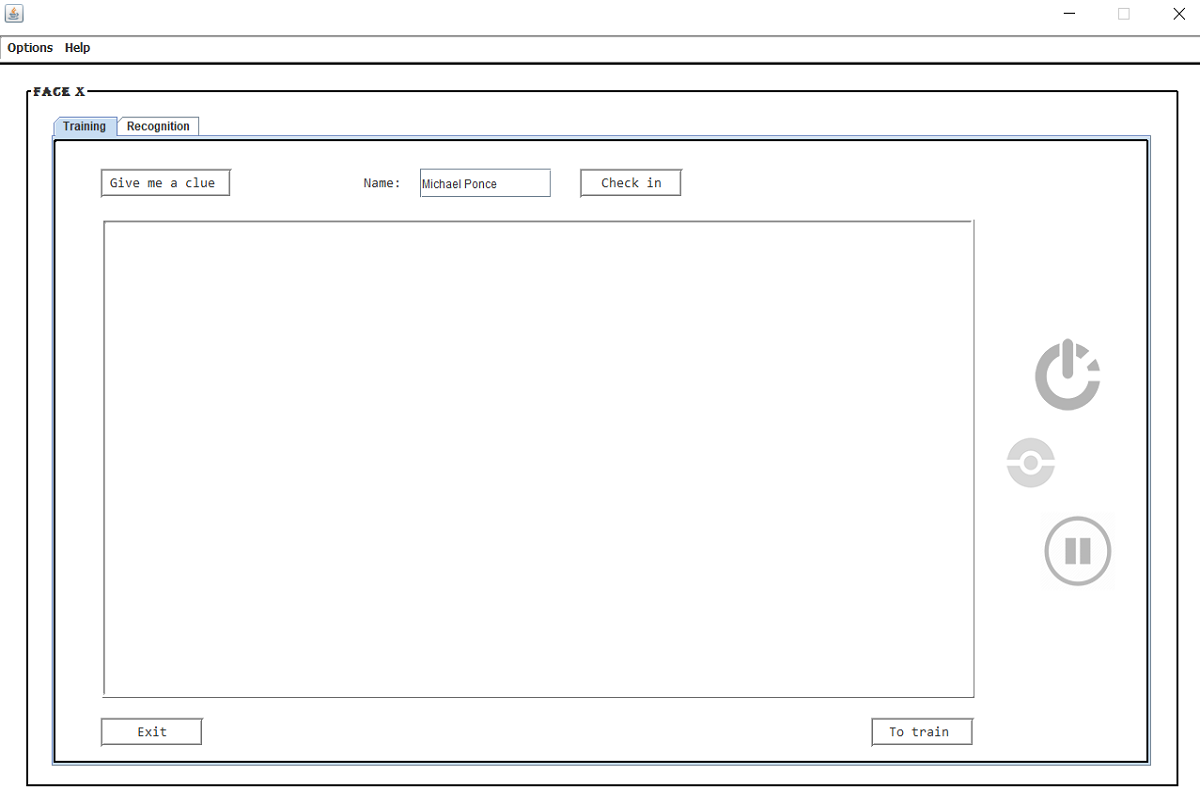 Options Help
FACE X
Training Recognition
Give me a clue Name: Michael Ponce Check in
Exit To train